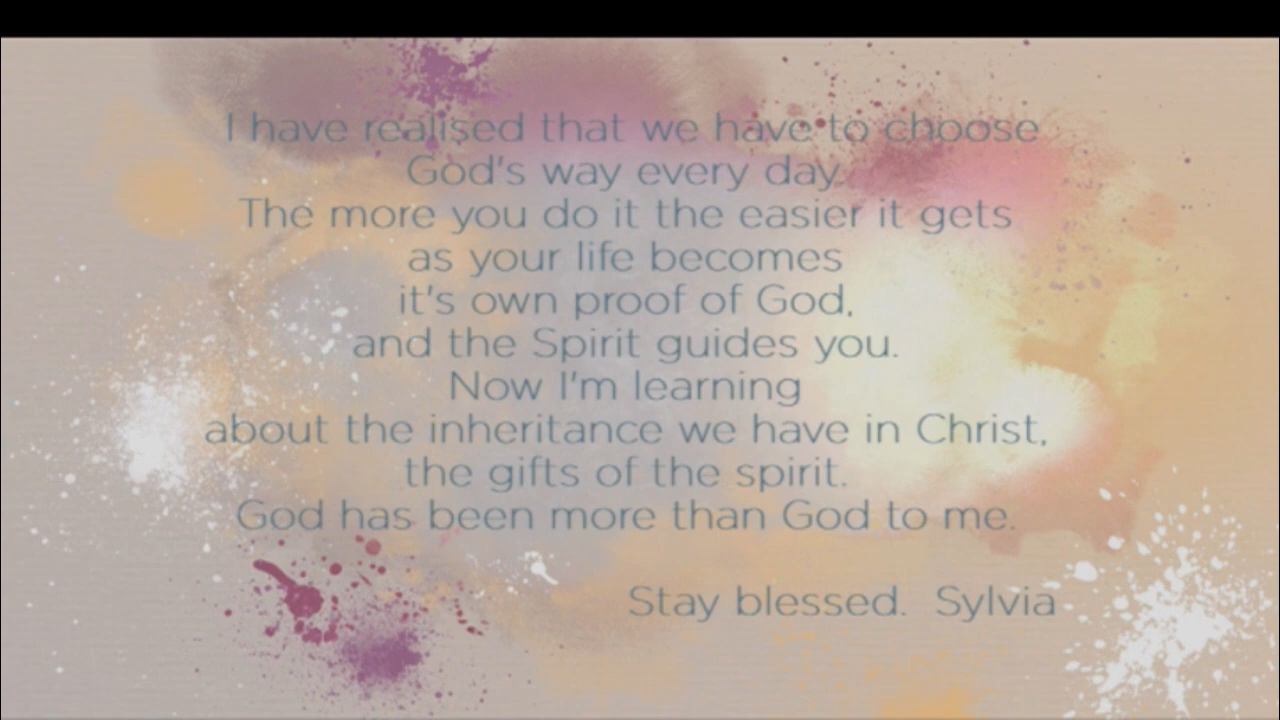 I have realised that we have to choose
God's way every day.
The more you do it the easier it gets
as your life becomes
it's own proof of God,
and the Spirit guides you.
Now I'm learning
about the inheritance we have in Christ,
the gifts of the spirit.
God has been more than God to me.
Stay blessed.  Sylvia